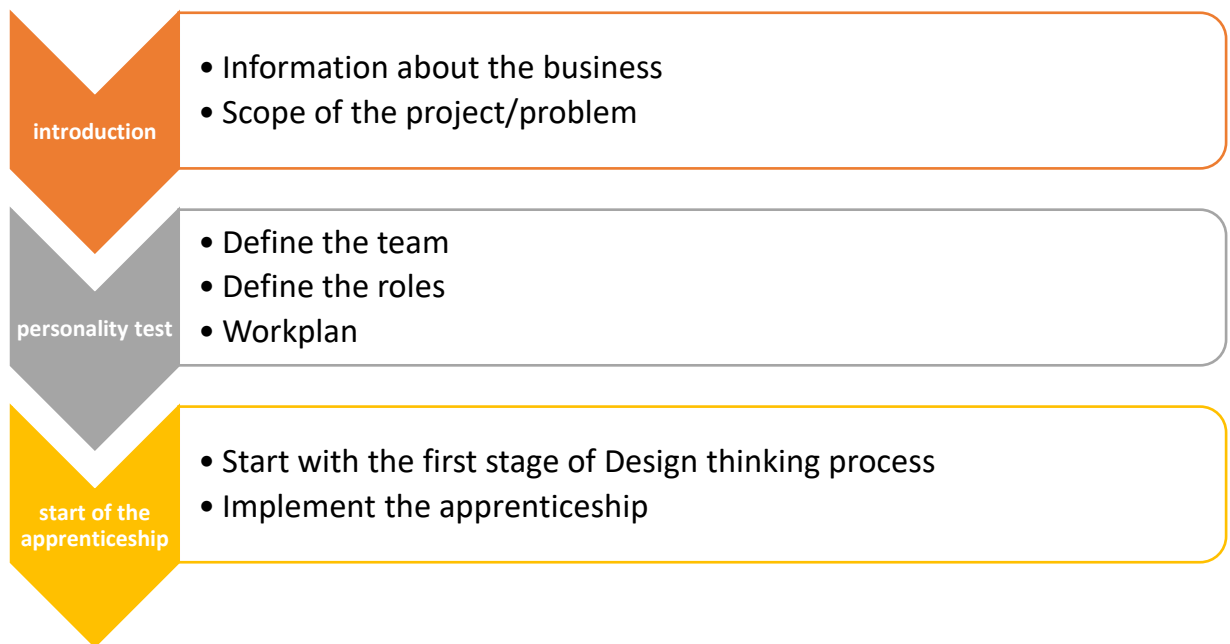 introduction
• Information about the business
• Scope of the project/problem
personality test
• Define the team
• Define the roles
• Workplan
start of the
apprenticeship
• Start with the first stage of Design thinking process
• Implement the apprenticeship